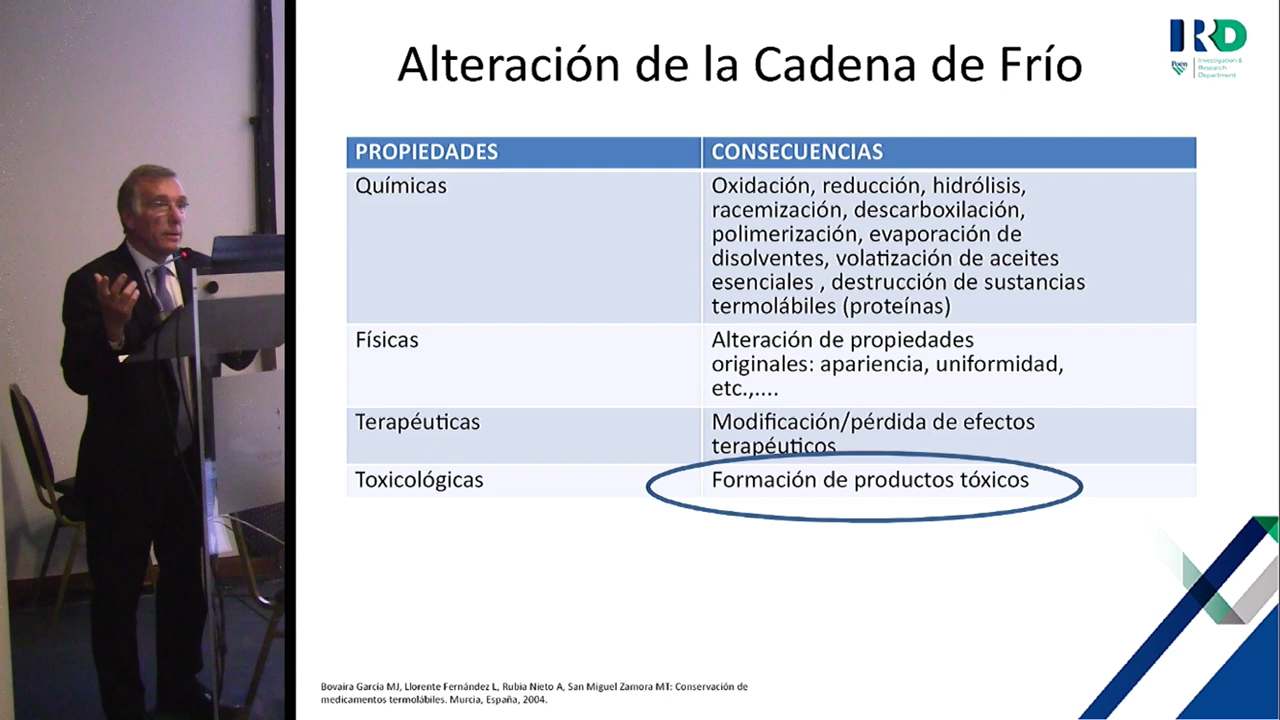 Alteración de la Cadena de Frío
IRD
Poen
Investigation &
Research
Department
PROPIEDADES
CONSECUENCIAS
Químicas
Oxidación, reducción, hidrólisis,
racemización, descarboxilación,
polimerización, evaporación de
disolventes, volatización de aceites
esenciales , destrucción de sustancias
termolábiles (proteínas)
Físicas
Alteración de propiedades
originales: apariencia, uniformidad,
etc.,....
Terapéuticas
Modificación/pérdida de efectos
terapéuticos
Toxicológicas
Formación de productos tóxicos
Bovaira García MJ, Llorente Fernández L, Rubia Nieto A, San Miguel Zamora MT: Conservación de
medicamentos termolábiles. Murcia, España, 2004.